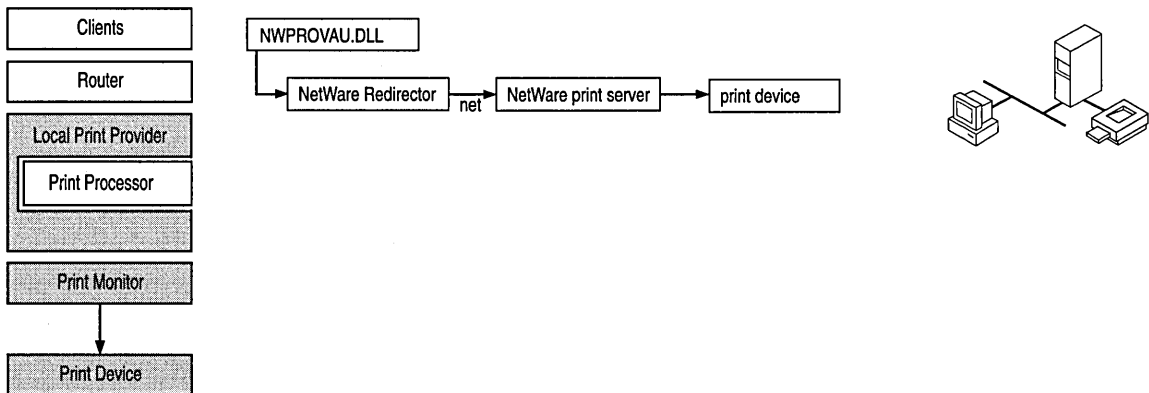 Clients
Router
Local Print Provider
Print Processor
Print Monitor
Print Device
NWPROVAU.DLL
NetWare Redirector
net
NetWare print server
print device